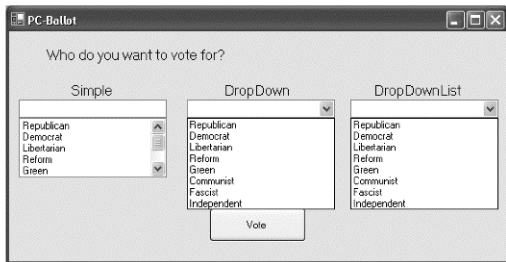 PC-Ballot
Who do you want to vote for?
Simple
Republican
Democrat
Libertarian
Reform
Green
DropDown
Republican
Democrat
Libertarian
Reform
Green
Communist
Fascist
Independent
DropDownList
Republican
Democrat
Libertarian
Reform
Green
Communist
Fascist
Independent
Vote